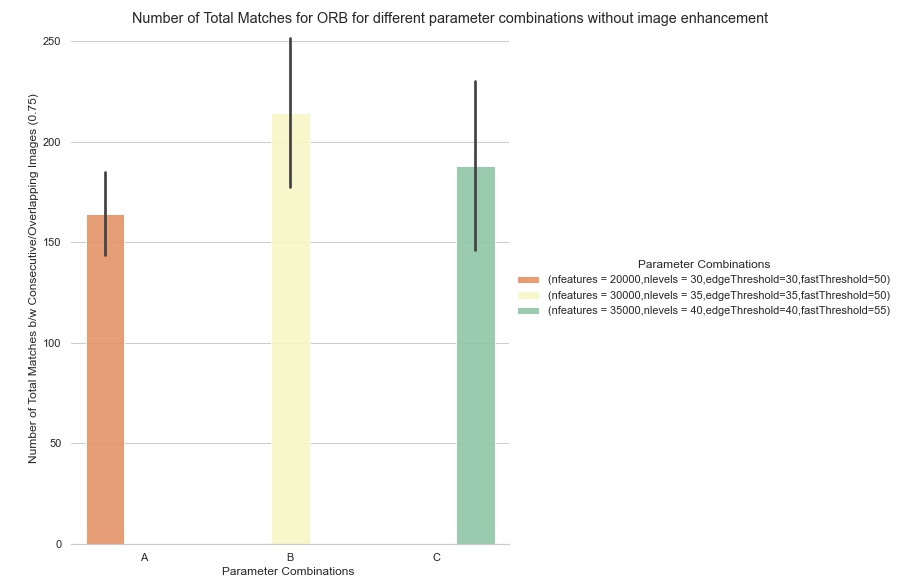 Number of Total Matches for ORB for different parameter combinations without image enhancement
250
200
150
100
50
0
Number of Total Matches b/w Consecutive/Overlapping Images (0.75)
A B C
Parameter Combinations
Parameter Combinations
(nfeatures = 20000,nlevels = 30,edgeThreshold=30,fastThreshold=50)
(nfeatures = 30000,nlevels = 35,edgeThreshold=35,fastThreshold=50)
(nfeatures = 35000,nlevels = 40,edgeThreshold=40,fastThreshold=55)